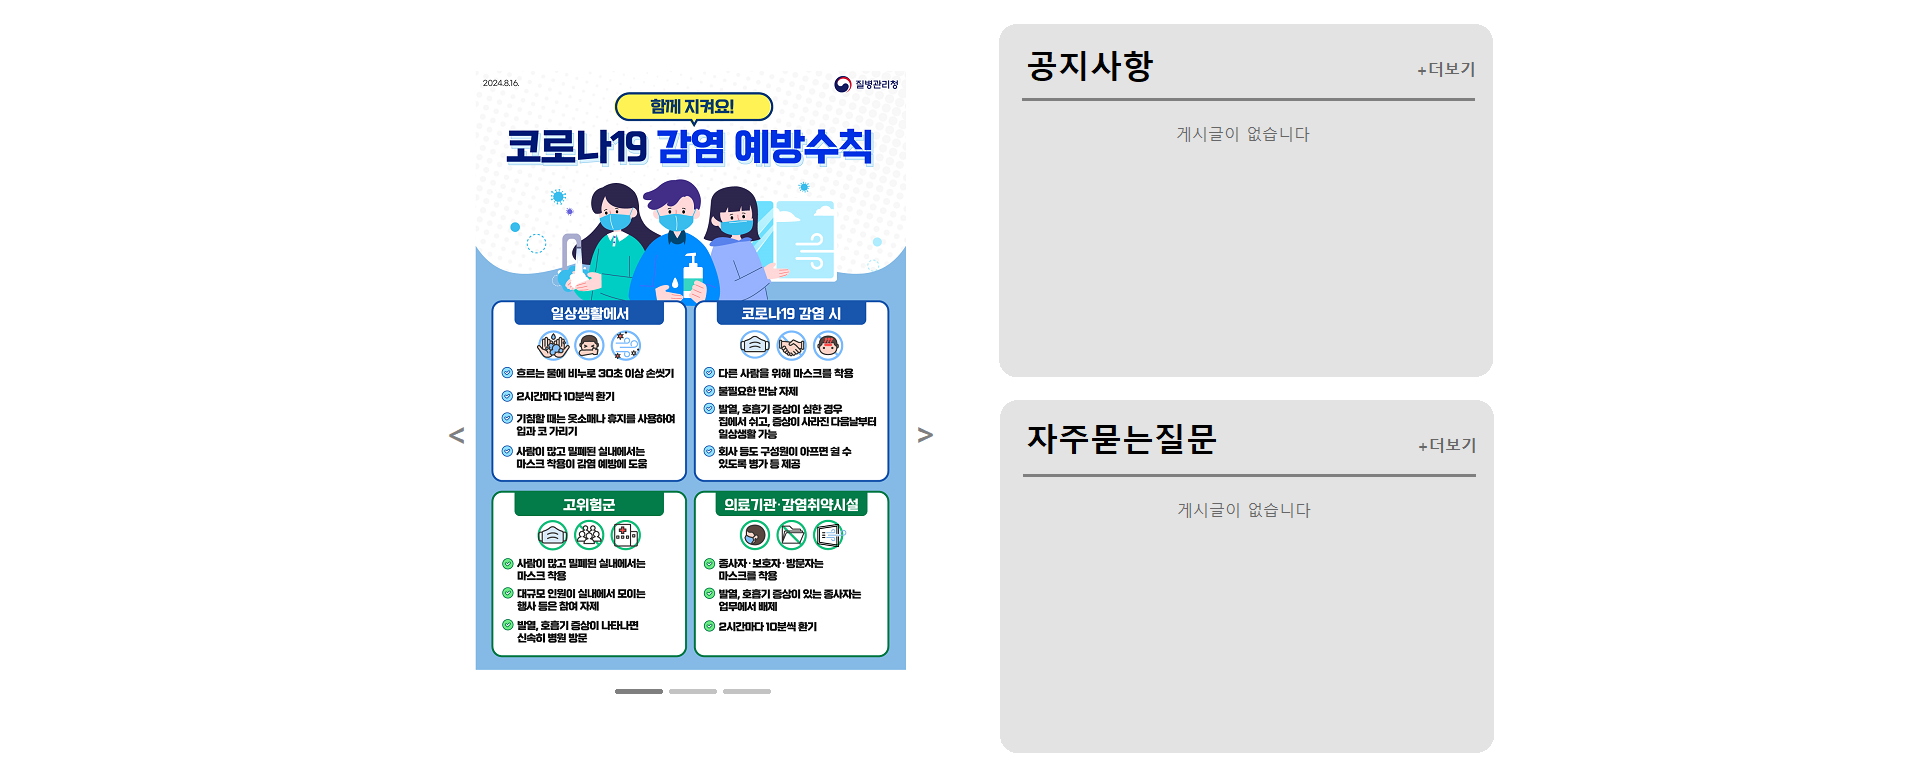 2024.8.16.
질병관리청
함께 지켜요!
코로나19 감염 예방수칙
일상생활에서
흐르는 물에 비누로 30초 이상 손씻기
2시간마다 10분씩 환기
기침할 때는 옷소매나 휴지를 사용하여
입과 코 가리기
사람이 많고 밀폐된 실내에서는
마스크 착용이 감염 예방에 도움
코로나19 감염 시
다른 사람을 위해 마스크를 착용
불필요한 만남 자제
발열, 호흡기 증상이 심한 경우
집에서 쉬고, 증상이 사라진 다음날부터
일상생활 가능
회사 등도 구성원이 아프면 쉴 수
있도록 병가 등 제공
고위험군
사람이 많고 밀폐된 실내에서는
마스크 착용
대규모 인원이 실내에서 모이는
행사 등은 참여 자제
발열, 호흡기 증상이 나타나면
신속히 병원 방문
의료기관·감염취약시설
종사자·보호자·방문자는
마스크를 착용
발열, 호흡기 증상이 있는 종사자는
업무에서 배제
2시간마다 10분씩 환기
<
>
공지사항
+더보기
게시글이 없습니다
자주묻는질문
+더보기
게시글이 없습니다